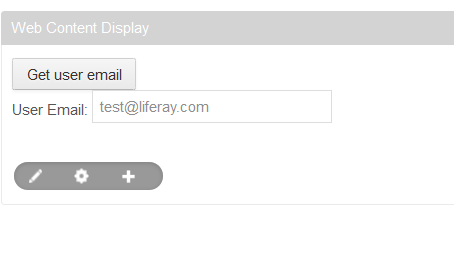 Web Content Display
Get user email
User Email: test@liferay.com